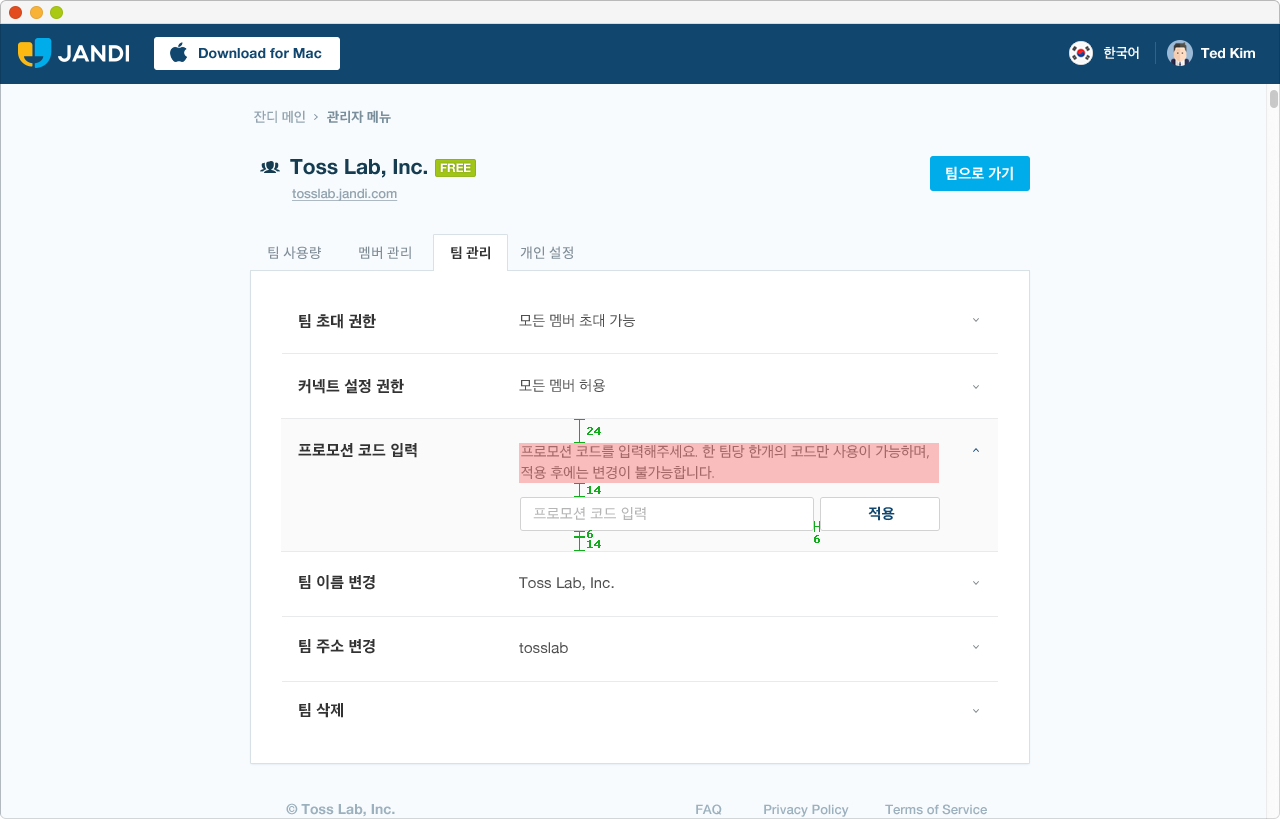 JANDI
Download for Mac
한국어
Ted Kim
잔디 메인 › 관리자 메뉴
Toss Lab, Inc. FREE
tosslab.jandi.com
팀으로 가기
팀 사용량
멤버 관리
팀 관리
개인 설정
팀 초대 권한
모든 멤버 초대 가능
커넥트 설정 권한
모든 멤버 허용
24
프로모션 코드 입력
프로모션 코드를 입력해주세요. 한 팀당 한개의 코드만 사용이 가능하며,
적용 후에는 변경이 불가능합니다.
14
프로모션 코드 입력
적용
6
14
6
팀 이름 변경
Toss Lab, Inc.
팀 주소 변경
tosslab
팀 삭제
© Toss Lab, Inc.
FAQ
Privacy Policy
Terms of Service